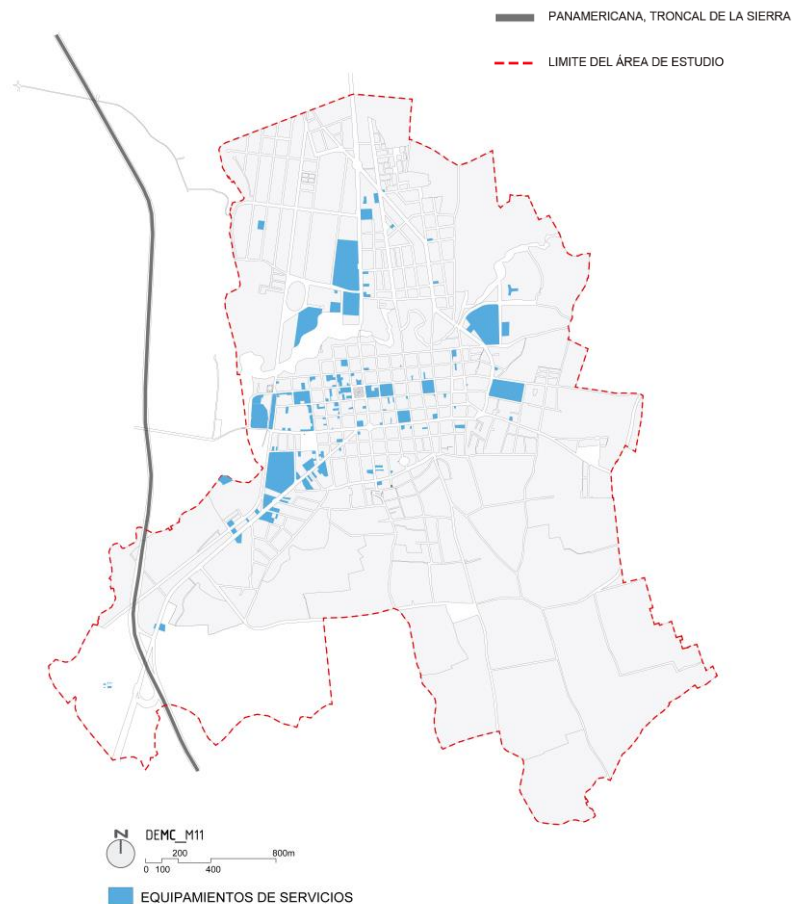 PANAMERICANA, TRONCAL DE LA SIERRA
LIMITE DEL ÁREA DE ESTUDIO
N
DEMC_M11
200 800m
0 100 400
EQUIPAMIENTOS DE SERVICIOS